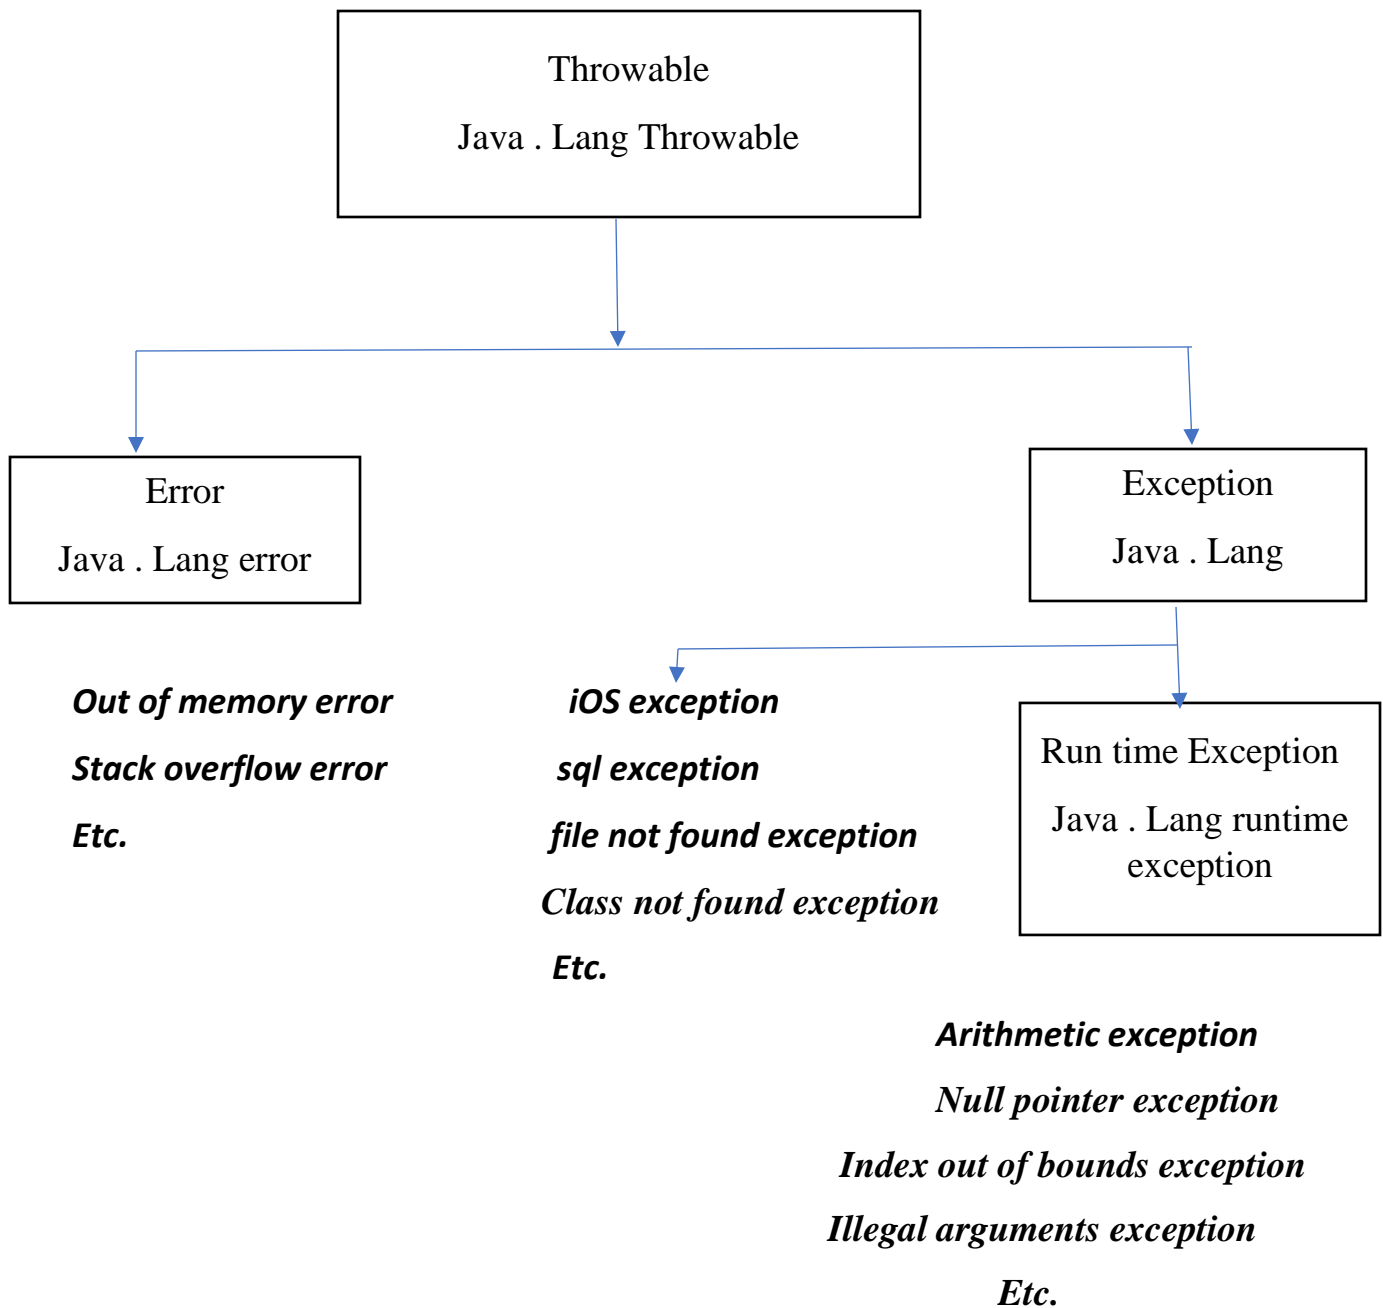 Throwable
Java . Lang Throwable
Error
Java . Lang error
Exception
Java . Lang
Out of memory error
Stack overflow error
Etc.
iOS exception
sql exception
file not found exception
Class not found exception
Etc.
Run time Exception
Java . Lang runtime
exception
Arithmetic exception
Null pointer exception
Index out of bounds exception
Illegal arguments exception
Etc.